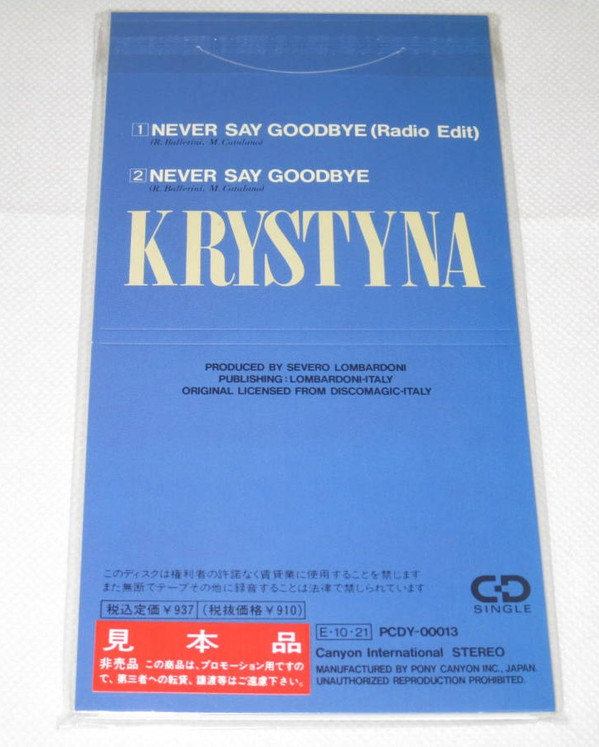 1 NEVER SAY GOODBYE (Radio Edit)
(R. Ballerini, M. Catalano)
2 NEVER SAY GOODBYE
(R. Ballerini, M. Catalano)
KRYSTYNA
PRODUCED BY SEVERO LOMBARDONI
PUBLISHING : LOMBARDONI-ITALY
ORIGINAL LICENSED FROM DISCOMAGIC-ITALY
このディスクは権利者の許諾なく賃貸業に使用することを禁じます
また無断でテープその他に録音することは法律で禁じられています
CD
SINGLE
税込定価¥937 (税抜価格¥910)
見本品
非売品 この商品は、プロモーション用ですの
で、第三者への転貸、譲渡等はご遠慮下さい。
E・10・21 PCDY-00013
Canyon International STEREO
MANUFACTURED BY PONY CANYON INC., JAPAN.
UNAUTHORIZED REPRODUCTION PROHIBITED.